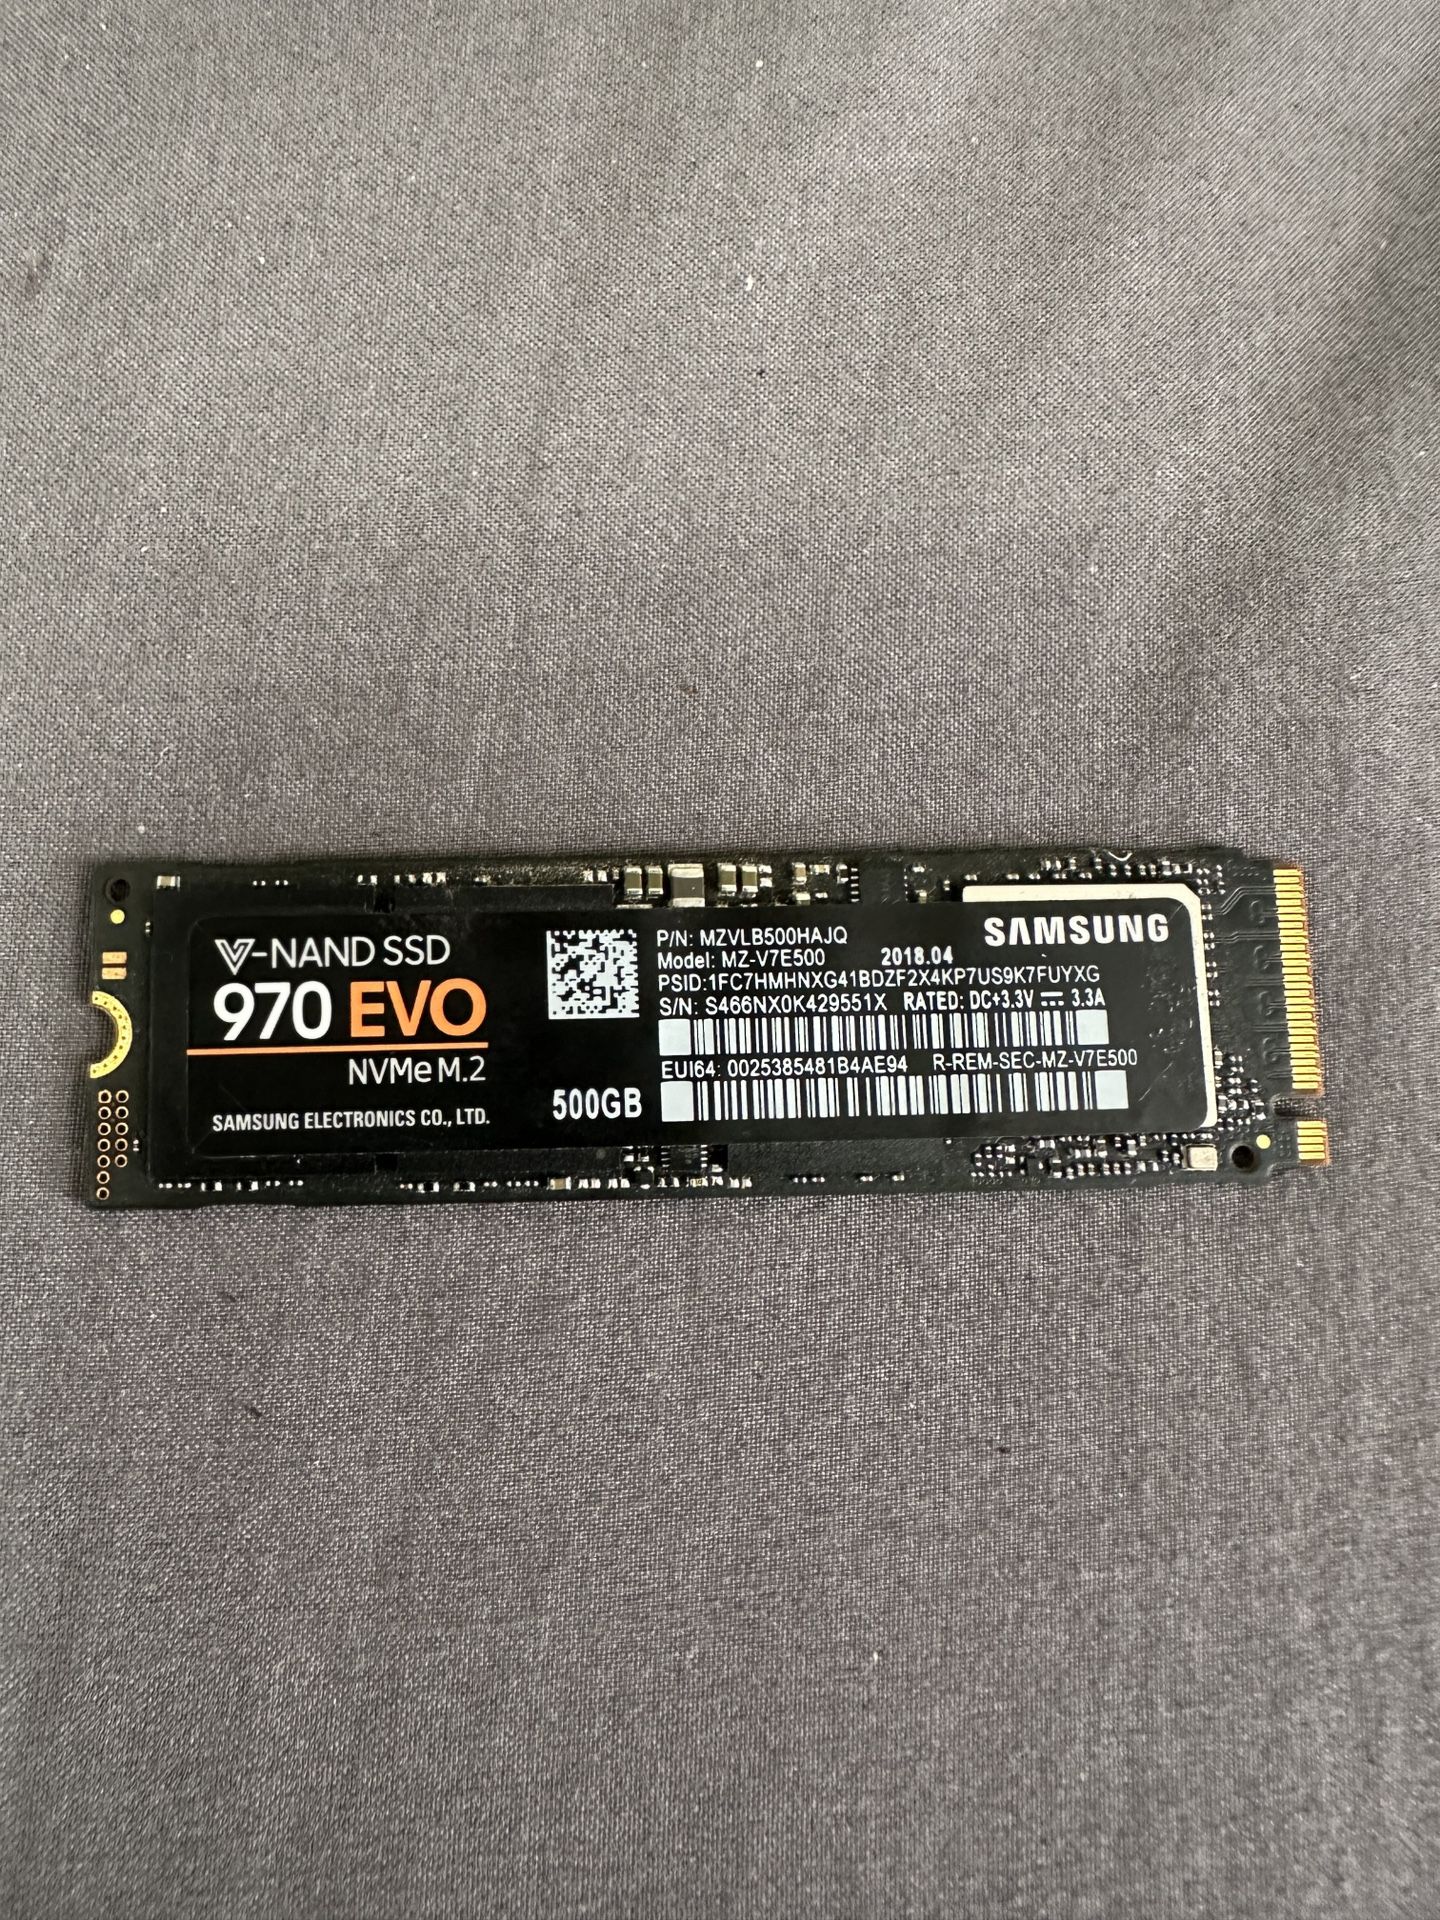 V-NAND SSD
970 EVO
NVMe M.2
SAMSUNG ELECTRONICS CO., LTD.
500GB
P/N: MZVLB500HAJQ
Model: MZ-V7E500 2018.04
PSID:1FC7HMHNXG41BDZF2X4KP7US9K7FUYXG
S/N: S466NX0K429551X RATED: DC+3.3V ⎓ 3.3A
EUI64: 0025385481B4AE94 R-REM-SEC-MZ-V7E500
SAMSUNG